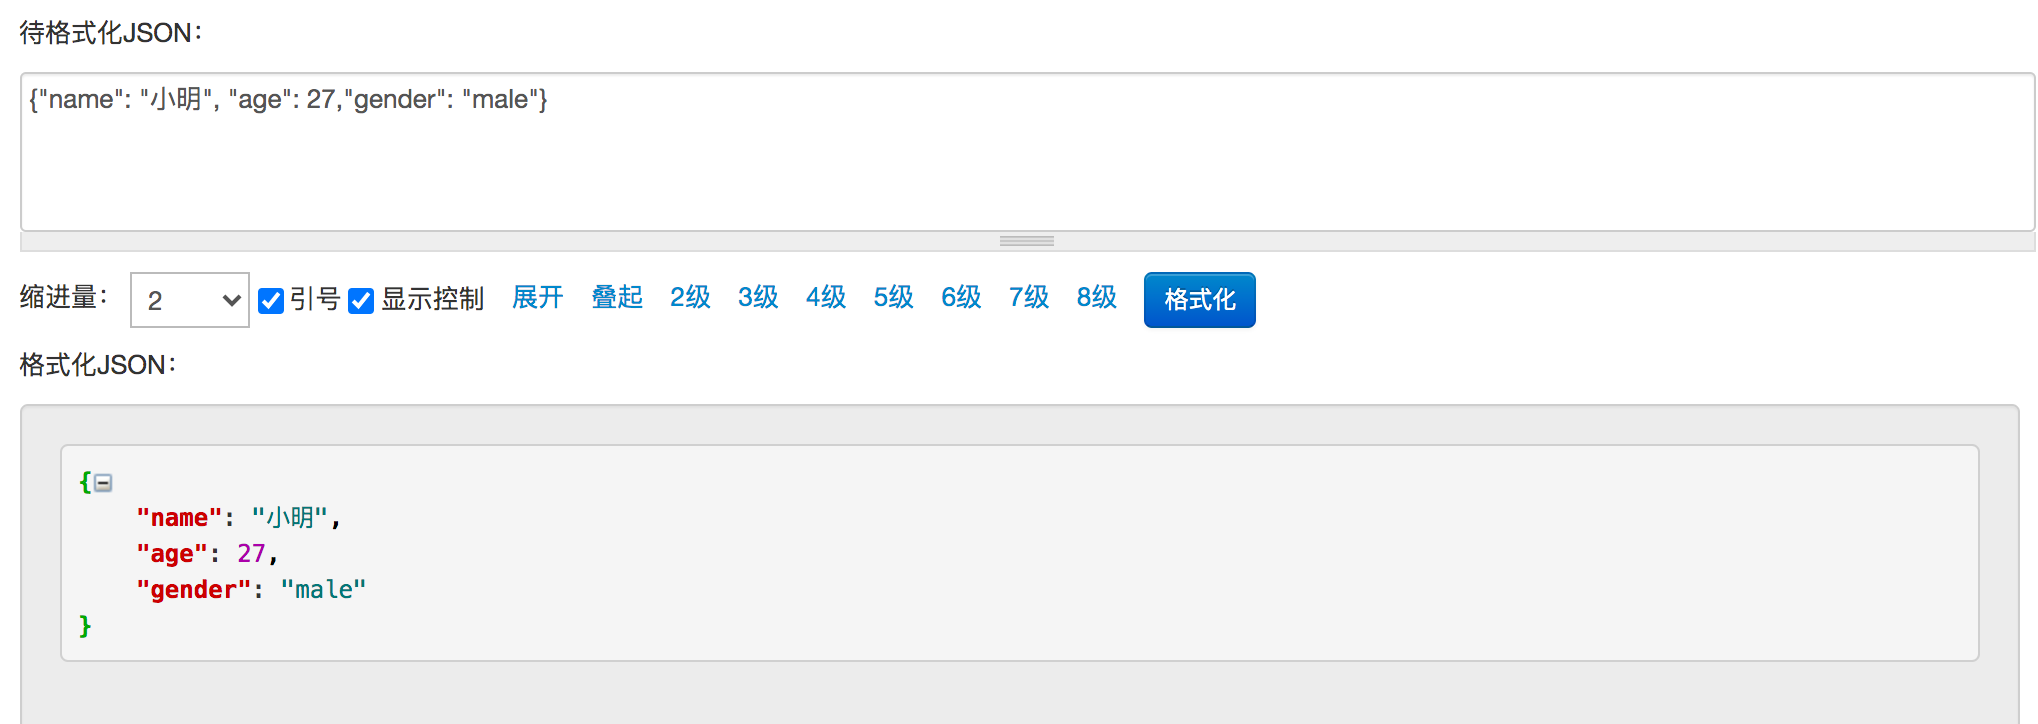 待格式化JSON：
{"name": "小明", "age": 27,"gender": "male"}
缩进量： 2 引号 显示控制 展开 叠起 2级 3级 4级 5级 6级 7级 8级 格式化
格式化JSON：
{
"name": "小明",
"age": 27,
"gender": "male"
}